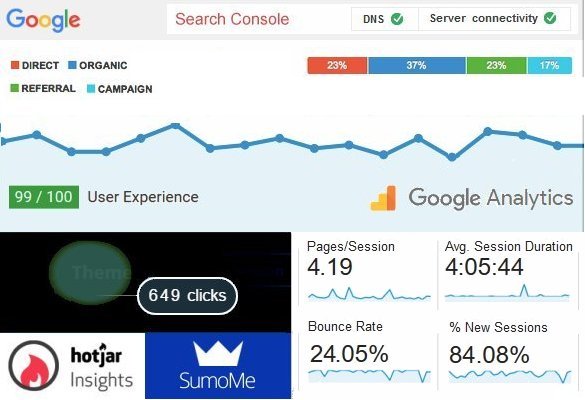 Google
Search Console
DNS
Server connectivity
DIRECT ORGANIC
REFERRAL CAMPAIGN
23% 37% 23% 17%
99 / 100 User Experience
Google Analytics
Theme
649 clicks
hotjar
Insights
SumoMe
Pages/Session
4.19
Avg. Session Duration
4:05:44
Bounce Rate
24.05%
% New Sessions
84.08%